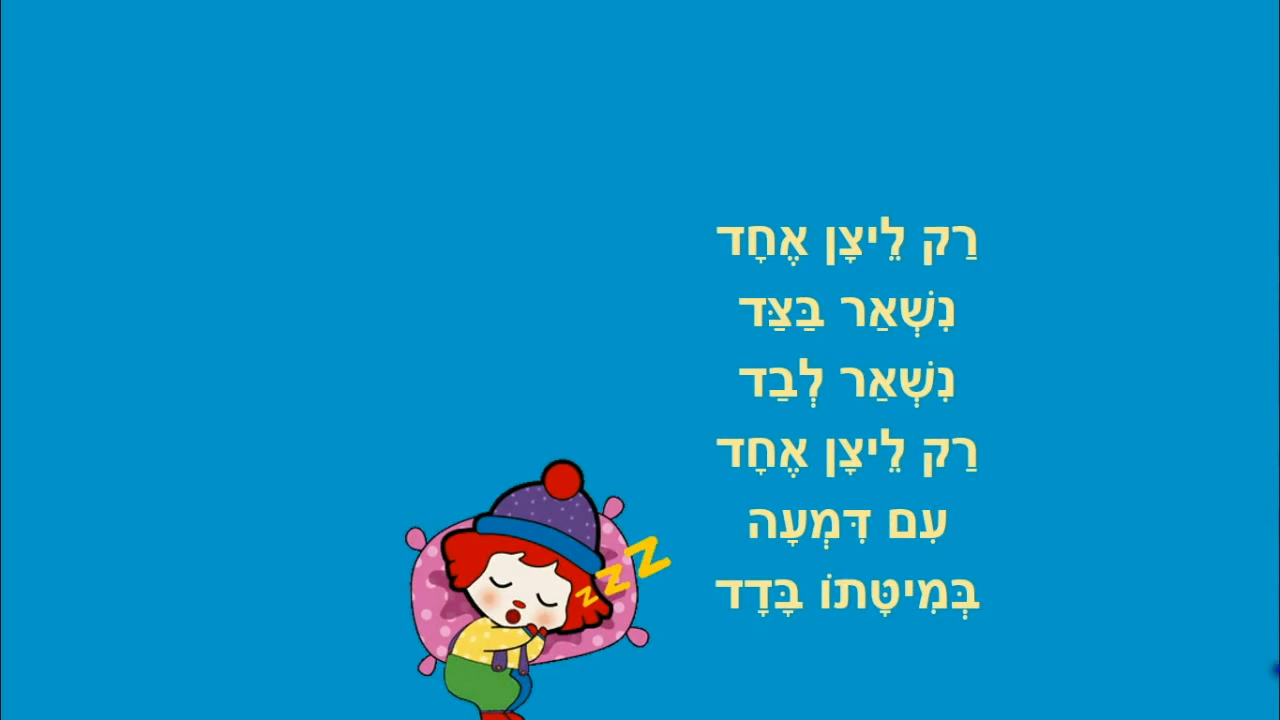 רַק לֵיצָן אֶחָד
נִשְׁאַר בַּצַּד
נִשְׁאַר לְבַד
רַק לֵיצָן אֶחָד
עִם דִּמְעָה
בְּמִיטָּתוֹ בָּדָד
z z Z